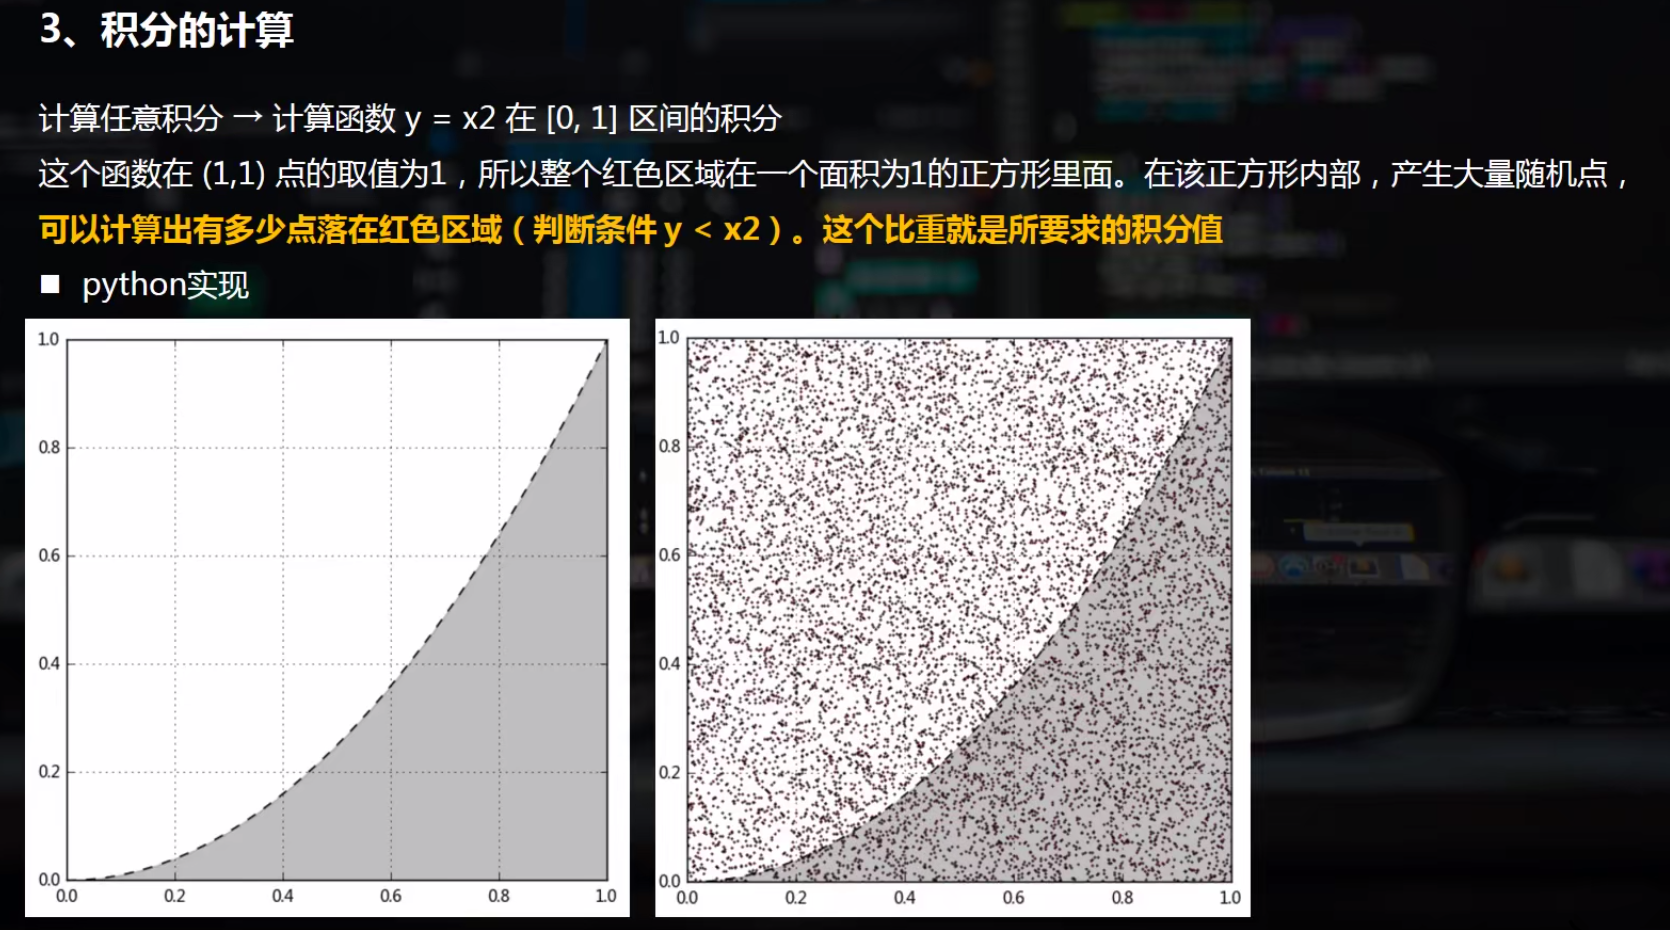 3、积分的计算
计算任意积分 → 计算函数 y = x2 在 [0, 1] 区间的积分
这个函数在 (1,1) 点的取值为1，所以整个红色区域在一个面积为1的正方形里面。在该正方形内部，产生大量随机点，
可以计算出有多少点落在红色区域（判断条件 y < x2）。这个比重就是所要求的积分值
■ python实现
1.0
0.8
0.6
0.4
0.2
0.0
0.0 0.2 0.4 0.6 0.8 1.0
1.0
0.8
0.6
0.4
0.2
0.0
0.0 0.2 0.4 0.6 0.8 1.0